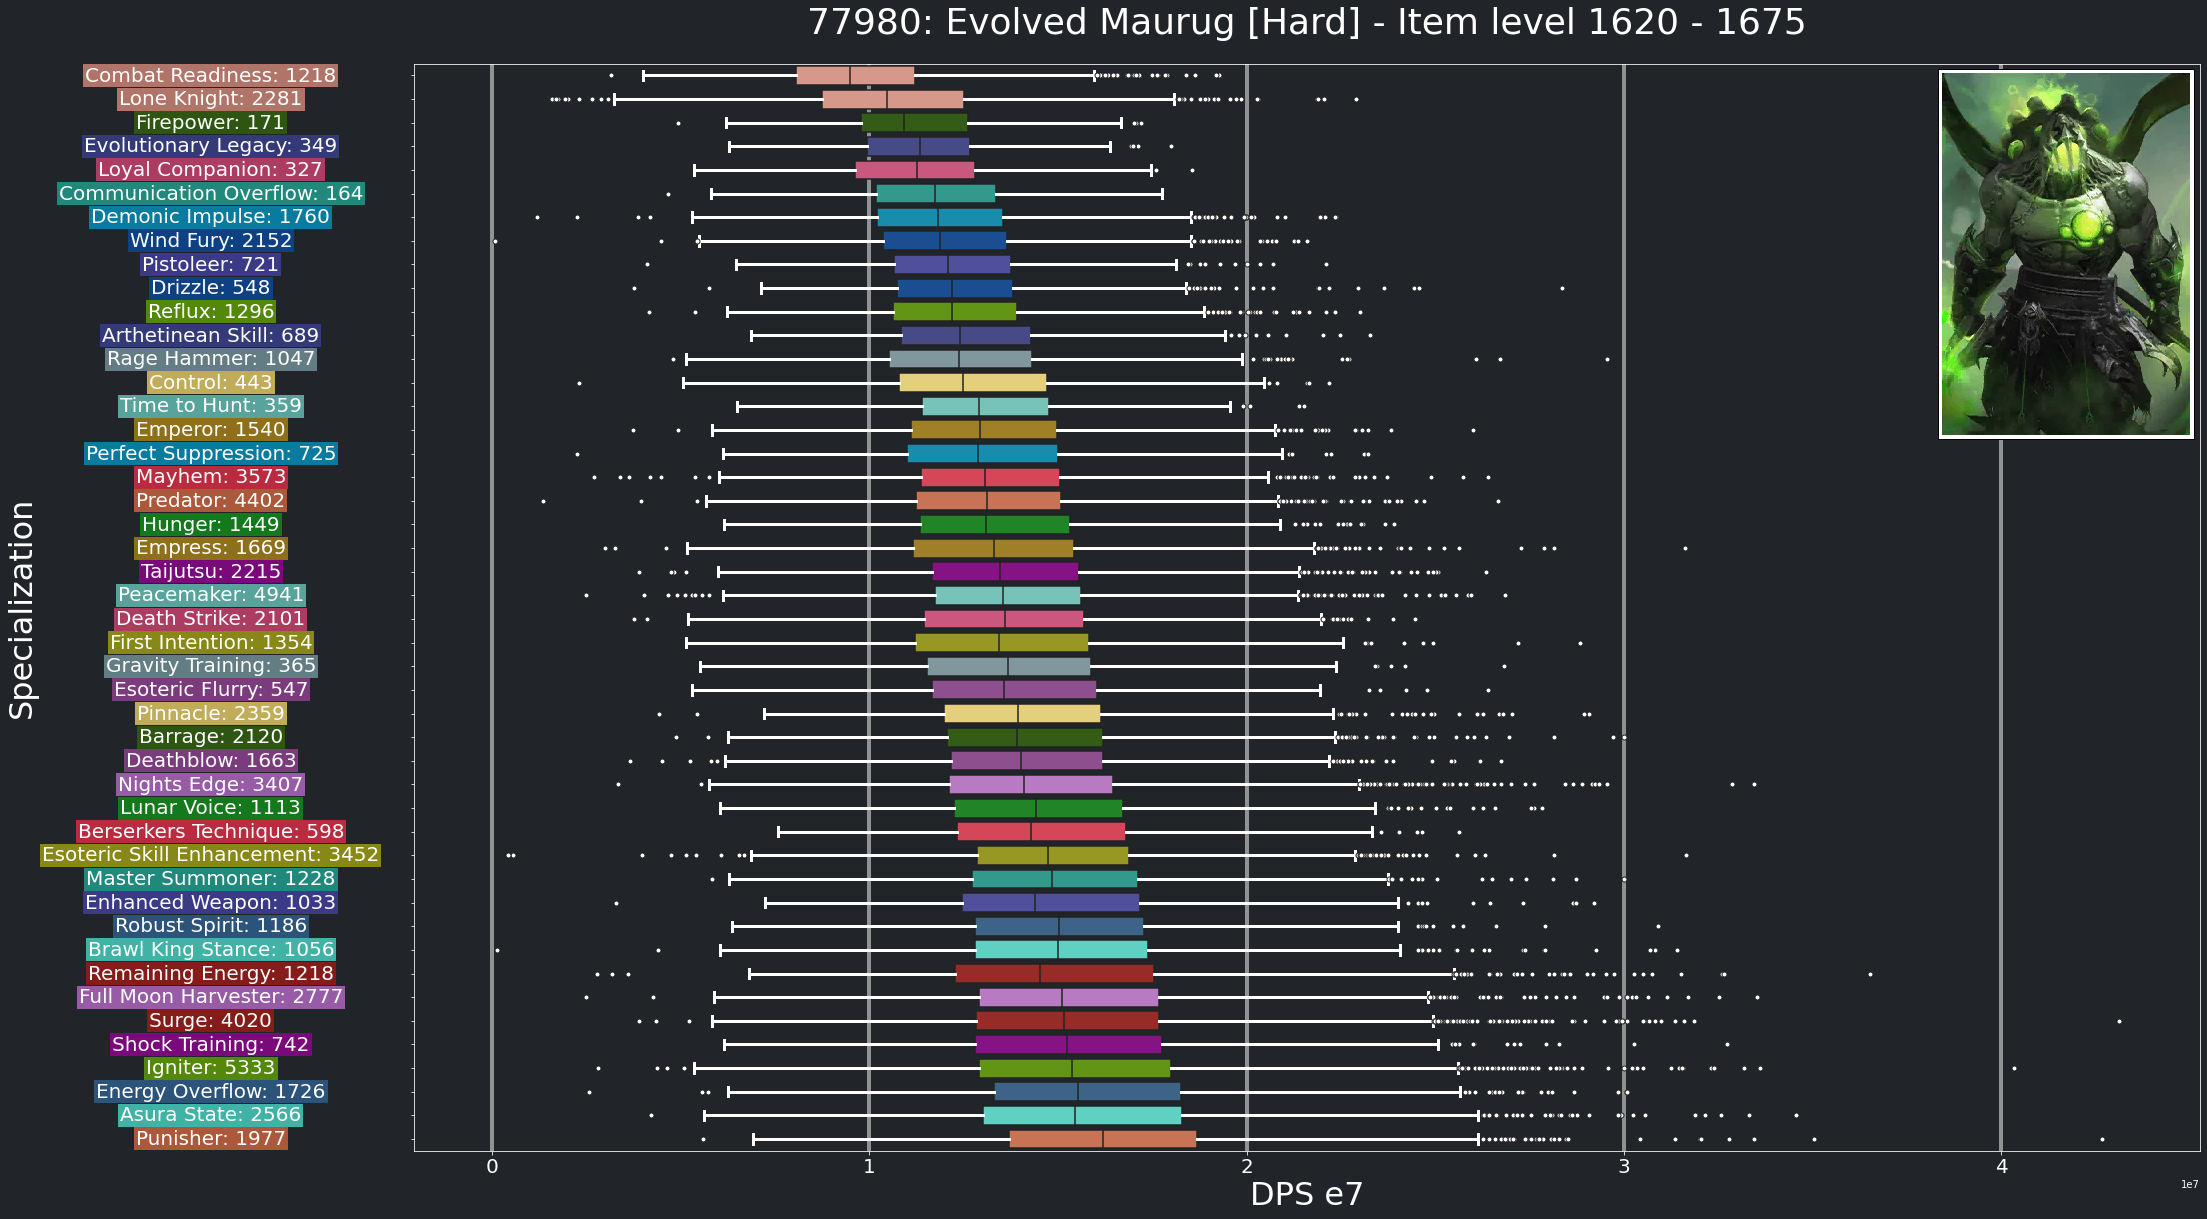 77980: Evolved Maurug [Hard] - Item level 1620 - 1675
Specialization
Combat Readiness: 1218
Lone Knight: 2281
Firepower: 171
Evolutionary Legacy: 349
Loyal Companion: 327
Communication Overflow: 164
Demonic Impulse: 1760
Wind Fury: 2152
Pistoleer: 721
Drizzle: 548
Reflux: 1296
Arthetinean Skill: 689
Rage Hammer: 1047
Control: 443
Time to Hunt: 359
Emperor: 1540
Perfect Suppression: 725
Mayhem: 3573
Predator: 4402
Hunger: 1449
Empress: 1669
Taijutsu: 2215
Peacemaker: 4941
Death Strike: 2101
First Intention: 1354
Gravity Training: 365
Esoteric Flurry: 547
Pinnacle: 2359
Barrage: 2120
Deathblow: 1663
Nights Edge: 3407
Lunar Voice: 1113
Berserkers Technique: 598
Esoteric Skill Enhancement: 3452
Master Summoner: 1228
Enhanced Weapon: 1033
Robust Spirit: 1186
Brawl King Stance: 1056
Remaining Energy: 1218
Full Moon Harvester: 2777
Surge: 4020
Shock Training: 742
Igniter: 5333
Energy Overflow: 1726
Asura State: 2566
Punisher: 1977
0 1 2 3 4
1e7
DPS e7